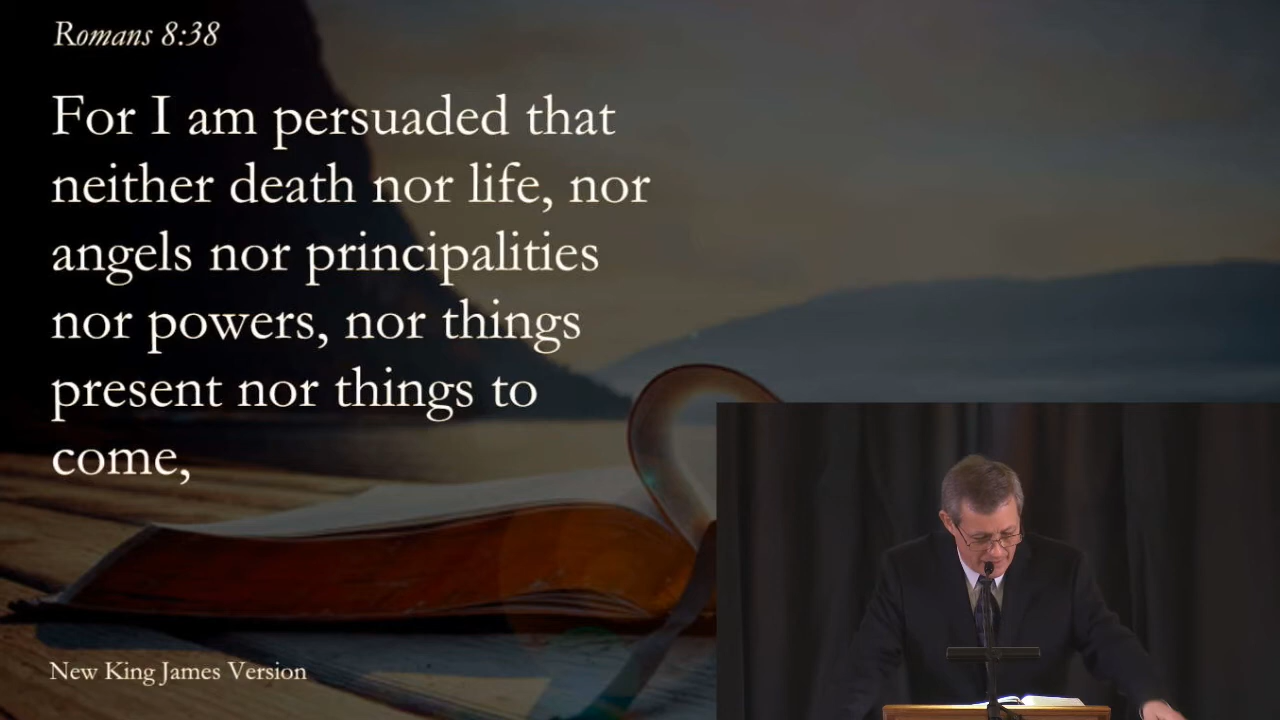 Romans 8:38
For I am persuaded that
neither death nor life, nor
angels nor principalities
nor powers, nor things
present nor things to
come,
New King James Version